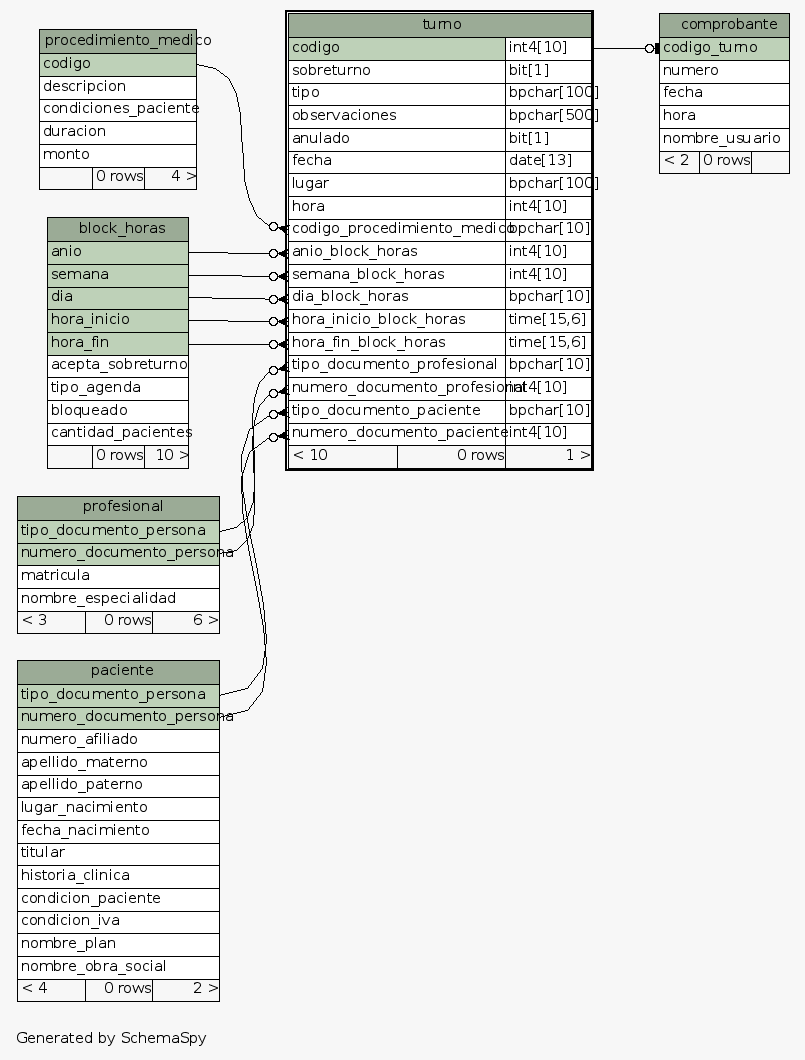 procedimiento_medico
codigo
descripcion
condiciones_paciente
duracion
monto
0 rows 4 >
block_horas
anio
semana
dia
hora_inicio
hora_fin
acepta_sobreturno
tipo_agenda
bloqueado
cantidad_pacientes
0 rows 10 >
profesional
tipo_documento_persona
numero_documento_persona
matricula
nombre_especialidad
< 3 0 rows 6 >
paciente
tipo_documento_persona
numero_documento_persona
numero_afiliado
apellido_materno
apellido_paterno
lugar_nacimiento
fecha_nacimiento
titular
historia_clinica
condicion_paciente
condicion_iva
nombre_plan
nombre_obra_social
< 4 0 rows 2 >
turno
codigo int4[10]
sobreturno bit[1]
tipo bpchar[100]
observaciones bpchar[500]
anulado bit[1]
fecha date[13]
lugar bpchar[100]
hora int4[10]
codigo_procedimiento_medico bpchar[10]
anio_block_horas int4[10]
semana_block_horas int4[10]
dia_block_horas bpchar[10]
hora_inicio_block_horas time[15,6]
hora_fin_block_horas time[15,6]
tipo_documento_profesional bpchar[10]
numero_documento_profesional int4[10]
tipo_documento_paciente bpchar[10]
numero_documento_paciente int4[10]
< 10 0 rows 1 >
comprobante
codigo_turno
numero
fecha
hora
nombre_usuario
< 2 0 rows
Generated by SchemaSpy